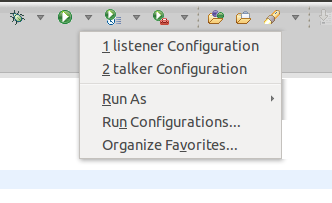 1 listener Configuration
2 talker Configuration
Run As
Run Configurations...
Organize Favorites...